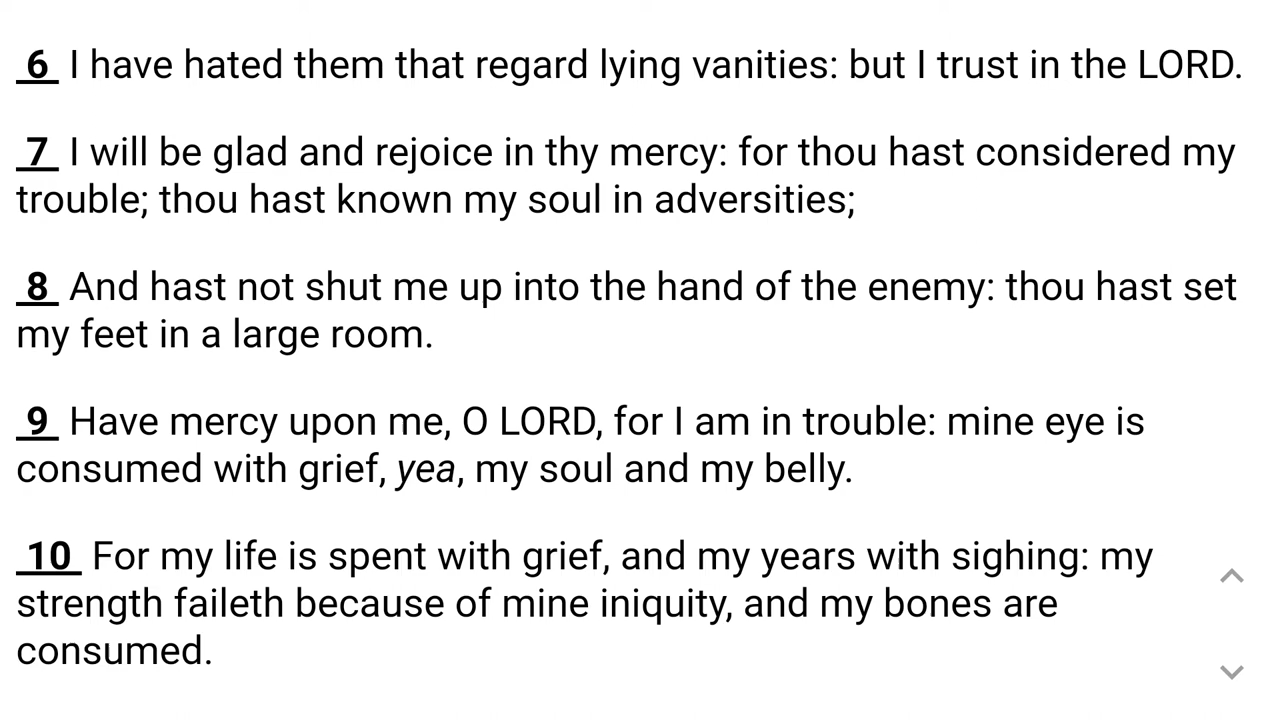 6 I have hated them that regard lying vanities: but I trust in the LORD.
7 I will be glad and rejoice in thy mercy: for thou hast considered my
trouble; thou hast known my soul in adversities;
8 And hast not shut me up into the hand of the enemy: thou hast set
my feet in a large room.
9 Have mercy upon me, O LORD, for I am in trouble: mine eye is
consumed with grief, yea, my soul and my belly.
10 For my life is spent with grief, and my years with sighing: my
strength faileth because of mine iniquity, and my bones are
consumed.